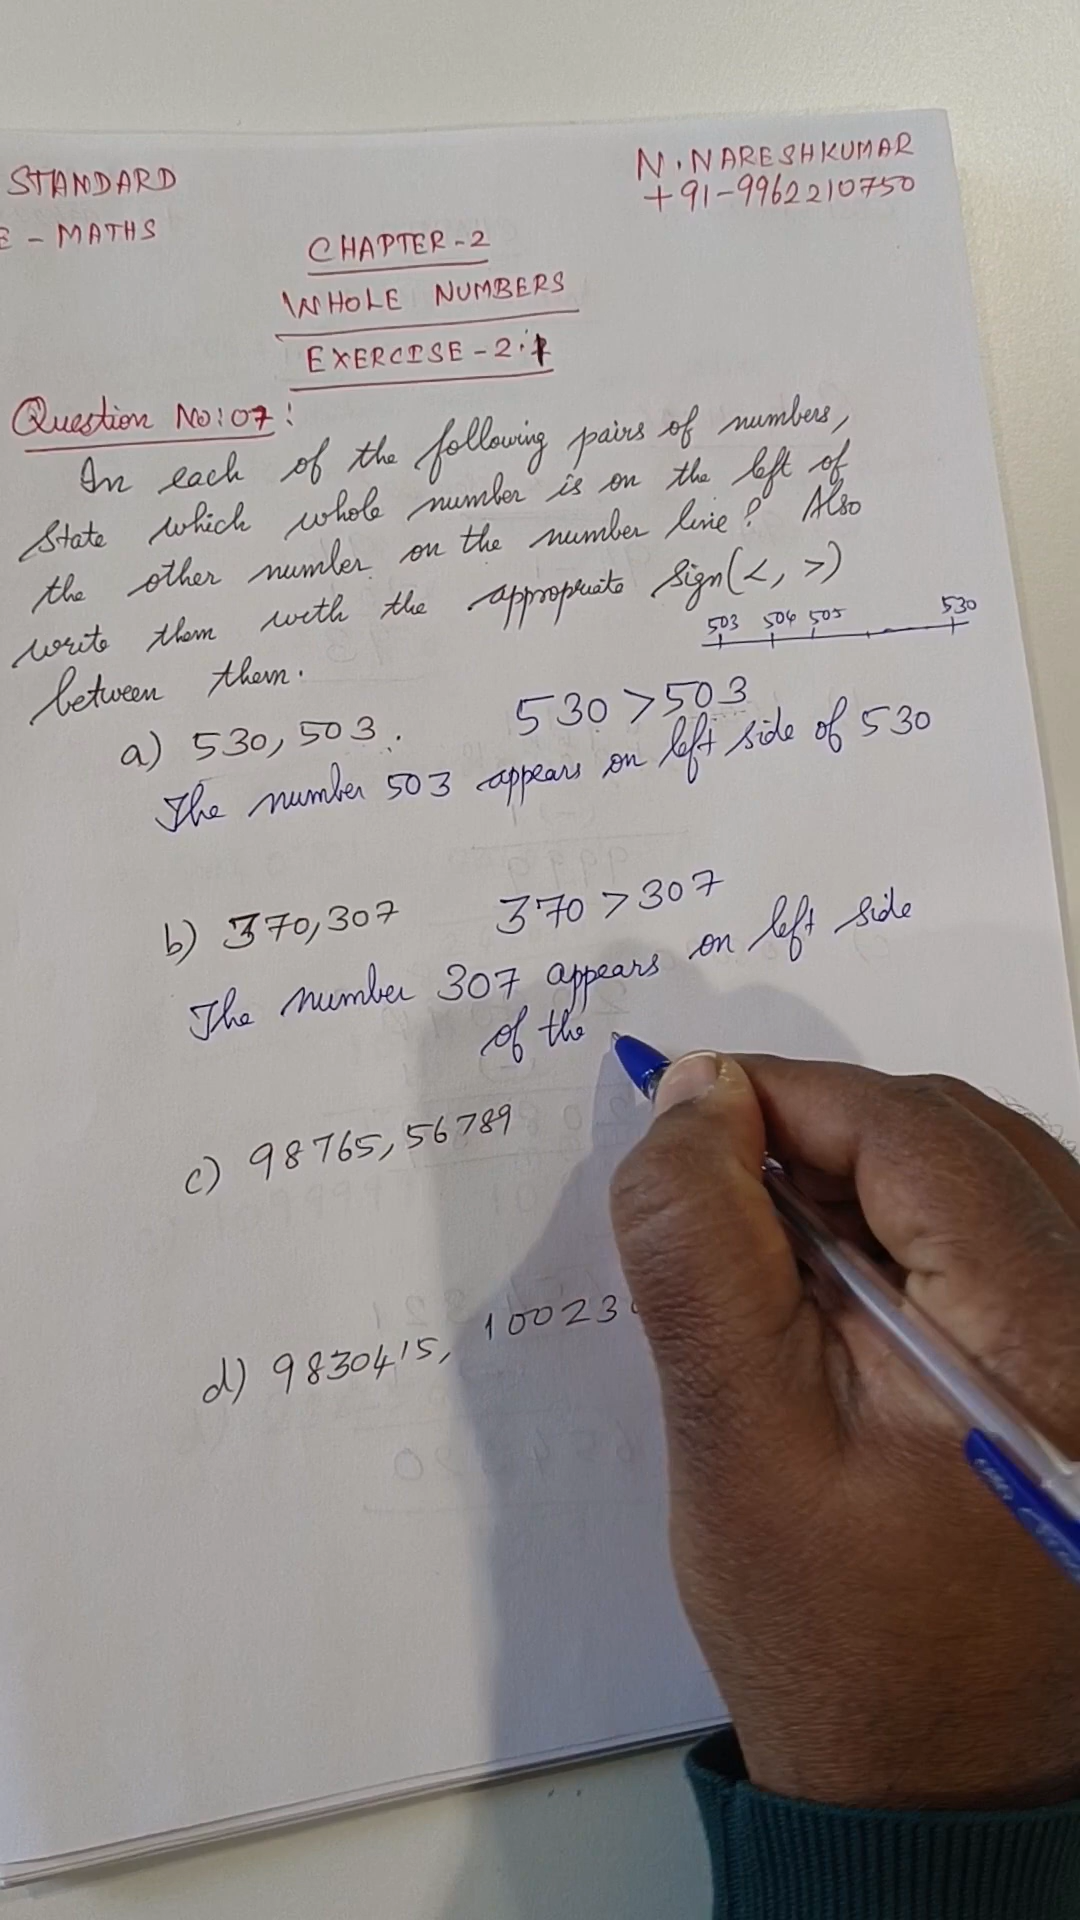 STANDARD
N. NARESHKUMAR
+91-9962210750
E - MATHS
CHAPTER-2
WHOLE NUMBERS
EXERCISE-2.1
Question No:07:
In each of the following pairs of numbers,
State which whole number is on the left of
the other number on the number line? Also
write them with the appropriate sign(<, >)
between them.
503 504 505 530
a) 530, 503. 530 > 503
The number 503 appears on left side of 530
b) 370, 307 370 > 307
The number 307 appears on left side
of the
c) 98765, 56789
d) 9830415, 10023